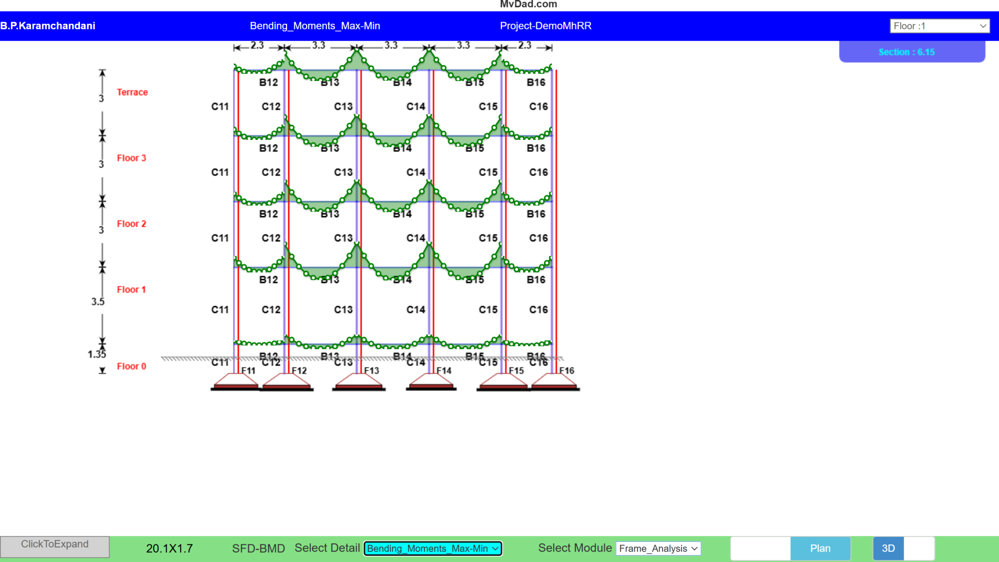 MvDad.com
B.P.Karamchandani Bending_Moments_Max-Min Project-DemoMhRR Floor :1
2.3 3.3 3.3 3.3 2.3
Section : 6.15
B12 B13 B14 B15 B16
Terrace
3
C11 C12 C13 C14 C15 C16
B12 B13 B14 B15 B16
Floor 3
3
C11 C12 C13 C14 C15 C16
B12 B13 B14 B15 B16
Floor 2
3
C11 C12 C13 C14 C15 C16
B12 B13 B14 B15 B16
Floor 1
3.5
C11 C12 C13 C14 C15 C16
1.35
B12 B13 B14 B15 B16
C11 C12 C13 C14 C15 C16
Floor 0
F11 F12 F13 F14 F15 F16
ClickToExpand 20.1X1.7 SFD-BMD Select Detail Bending_Moments_Max-Min Select Module Frame_Analysis Plan 3D